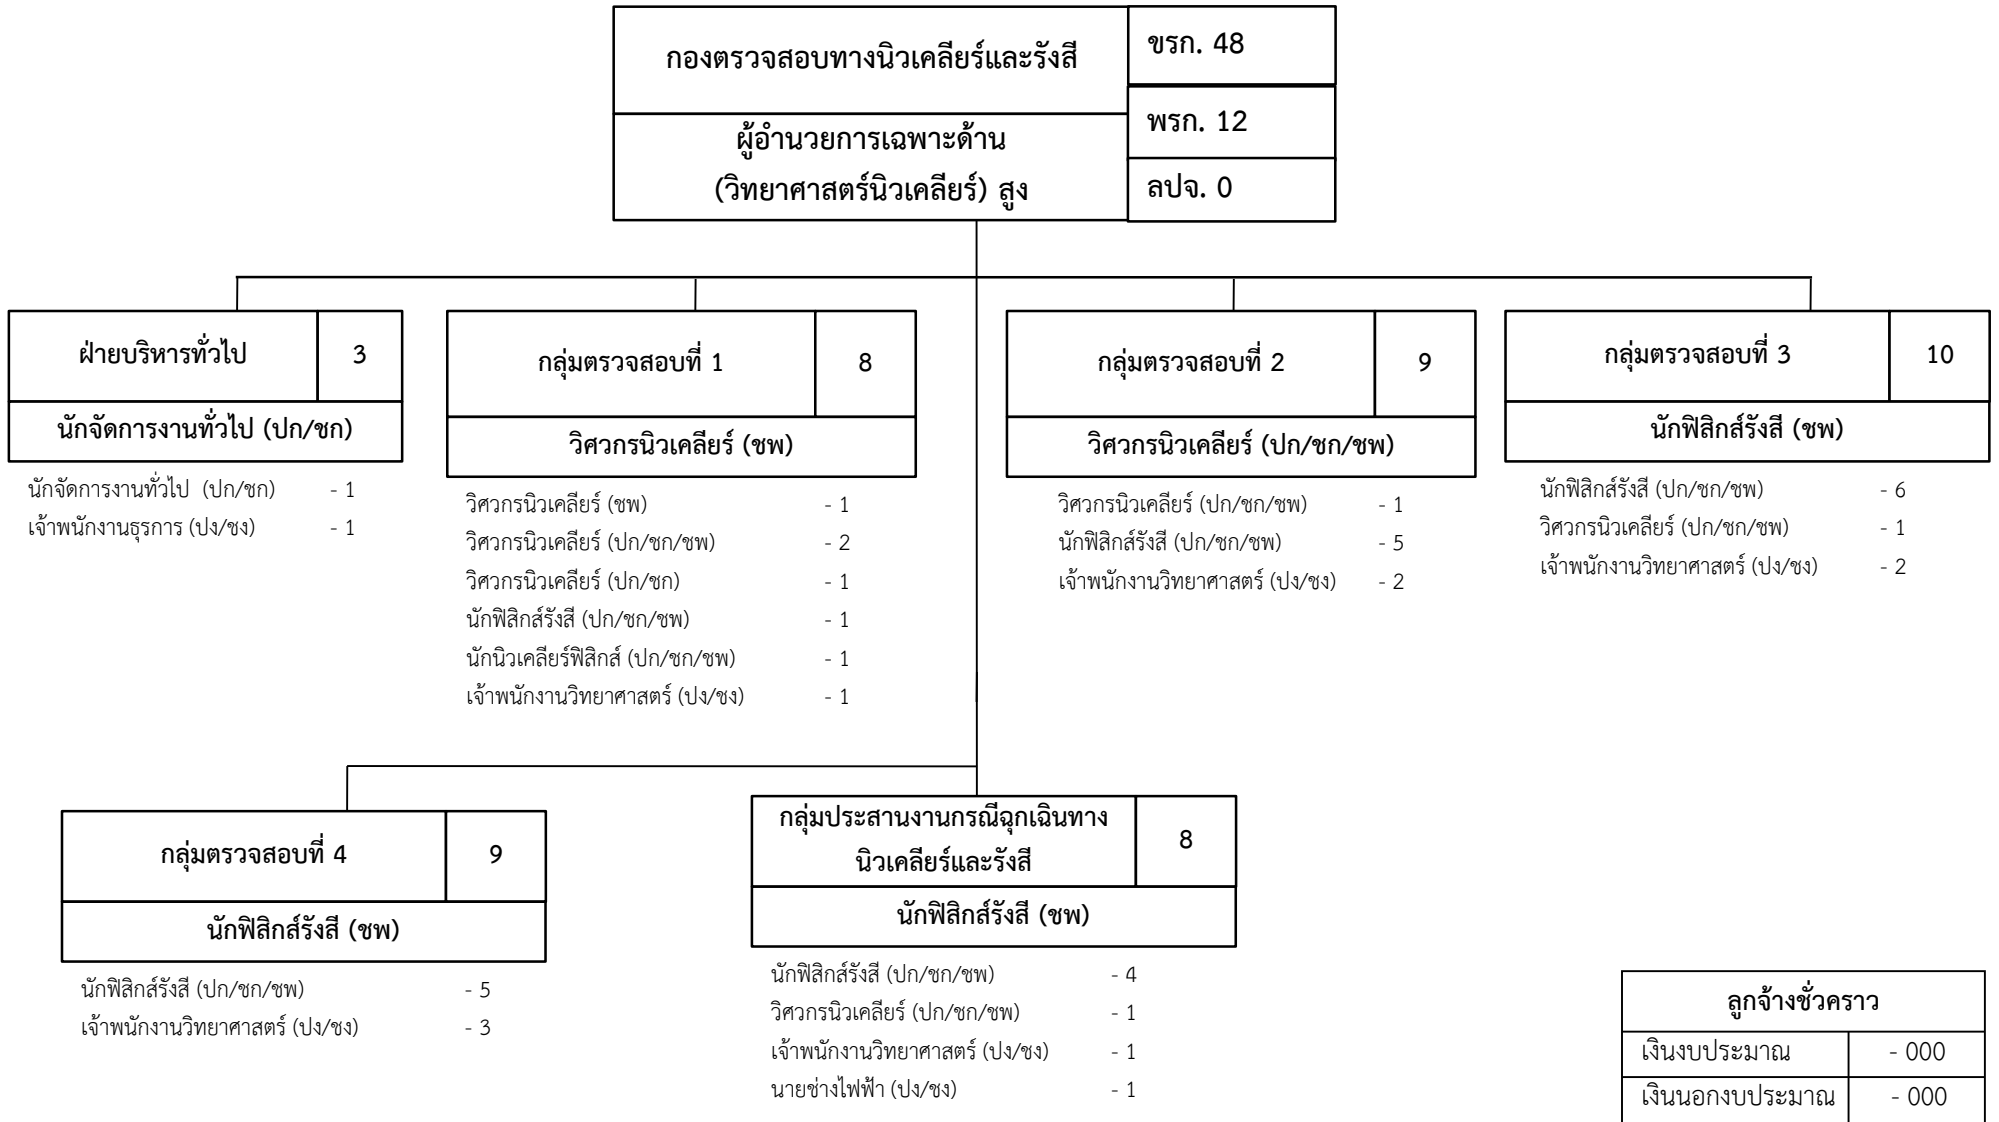 กองตรวจสอบทางนิวเคลียร์และรังสี
ขรก. 48
ผู้อำนวยการเฉพาะด้าน
(วิทยาศาสตร์นิวเคลียร์) สูง
พรก. 12
ลปจ. 0
ฝ่ายบริหารทั่วไป 3
นักจัดการงานทั่วไป (ปก/ชก)
นักจัดการงานทั่วไป (ปก/ชก) - 1
เจ้าพนักงานธุรการ (ปง/ชง) - 1
กลุ่มตรวจสอบที่ 1 8
วิศวกรนิวเคลียร์ (ชพ)
วิศวกรนิวเคลียร์ (ชพ) - 1
วิศวกรนิวเคลียร์ (ปก/ชก/ชพ) - 2
วิศวกรนิวเคลียร์ (ปก/ชก) - 1
นักฟิสิกส์รังสี (ปก/ชก/ชพ) - 1
นักนิวเคลียร์ฟิสิกส์ (ปก/ชก/ชพ) - 1
เจ้าพนักงานวิทยาศาสตร์ (ปง/ชง) - 1
กลุ่มตรวจสอบที่ 2 9
วิศวกรนิวเคลียร์ (ปก/ชก/ชพ)
วิศวกรนิวเคลียร์ (ปก/ชก/ชพ) - 1
นักฟิสิกส์รังสี (ปก/ชก/ชพ) - 5
เจ้าพนักงานวิทยาศาสตร์ (ปง/ชง) - 2
กลุ่มตรวจสอบที่ 3 10
นักฟิสิกส์รังสี (ชพ)
นักฟิสิกส์รังสี (ปก/ชก/ชพ) - 6
วิศวกรนิวเคลียร์ (ปก/ชก/ชพ) - 1
เจ้าพนักงานวิทยาศาสตร์ (ปง/ชง) - 2
กลุ่มตรวจสอบที่ 4 9
นักฟิสิกส์รังสี (ชพ)
นักฟิสิกส์รังสี (ปก/ชก/ชพ) - 5
เจ้าพนักงานวิทยาศาสตร์ (ปง/ชง) - 3
กลุ่มประสานงานกรณีฉุกเฉินทาง
นิวเคลียร์และรังสี
8
นักฟิสิกส์รังสี (ชพ)
นักฟิสิกส์รังสี (ปก/ชก/ชพ) - 4
วิศวกรนิวเคลียร์ (ปก/ชก/ชพ) - 1
เจ้าพนักงานวิทยาศาสตร์ (ปง/ชง) - 1
นายช่างไฟฟ้า (ปง/ชง) - 1
ลูกจ้างชั่วคราว
เงินงบประมาณ - 000
เงินนอกงบประมาณ - 000